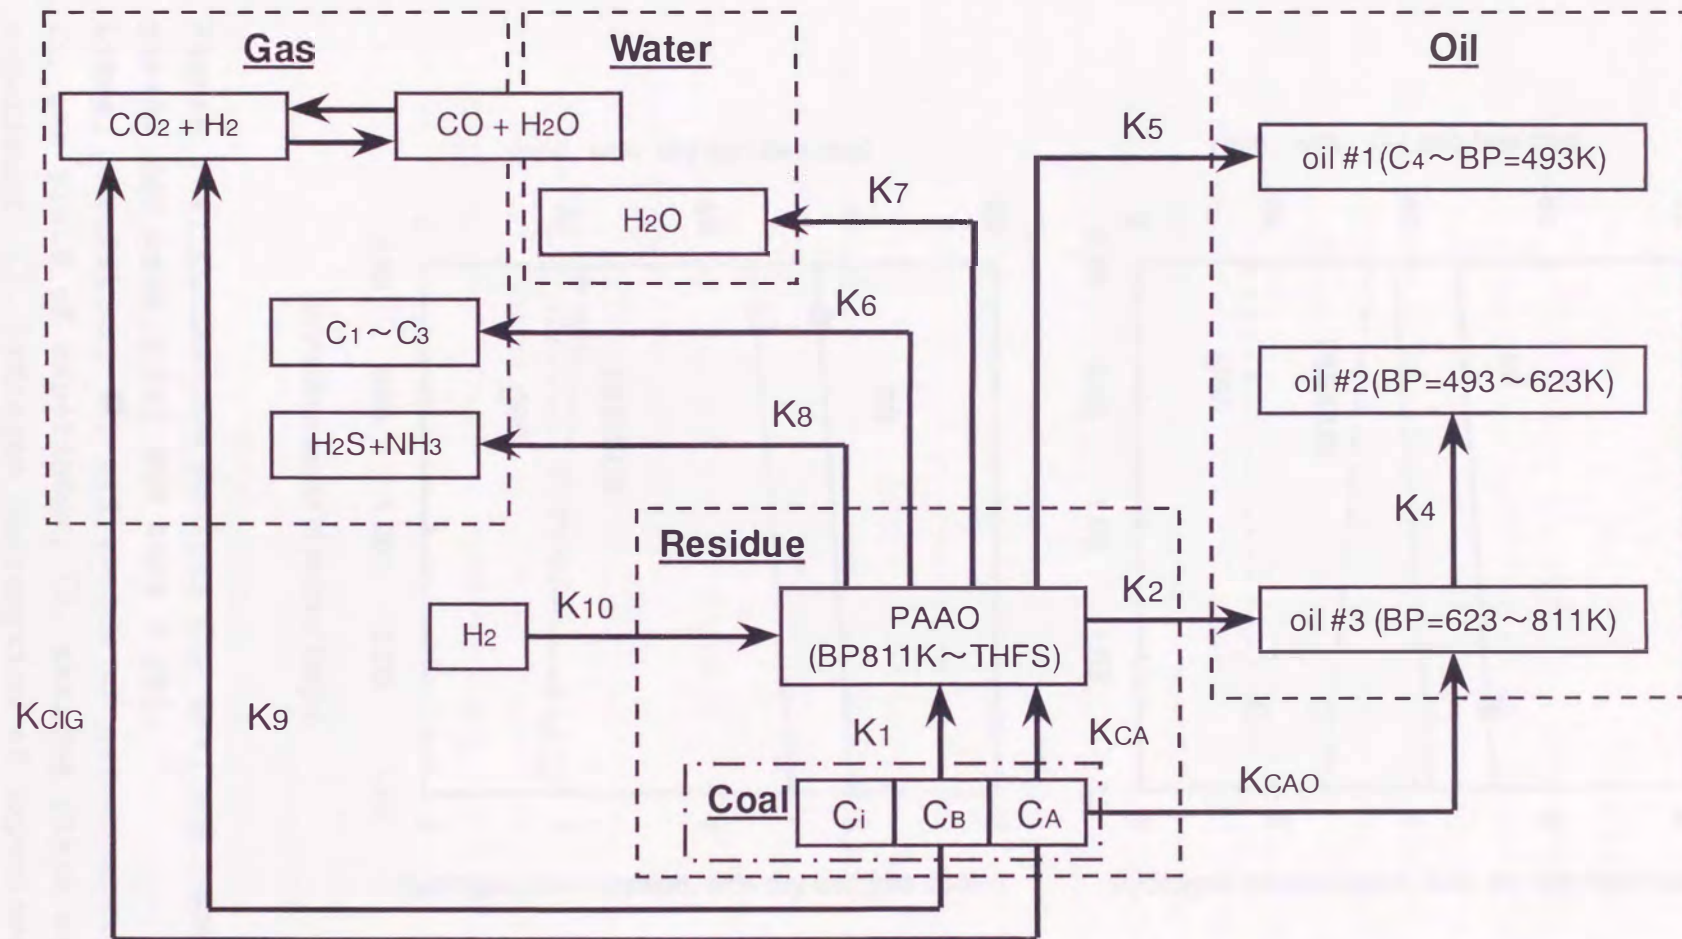 Gas
Water
Oil
CO2 + H2
CO + H2O
K5
oil #1(C4～BP=493K)
K7
H2O
K6
C1～C3
oil #2(BP=493～623K)
K8
H2S+NH3
K4
Residue
K10
H2
PAAO
(BP811K～THFS)
K2
oil #3 (BP=623～811K)
KCIG
K9
K1
KCA
KCAO
Coal
Ci
CB
CA